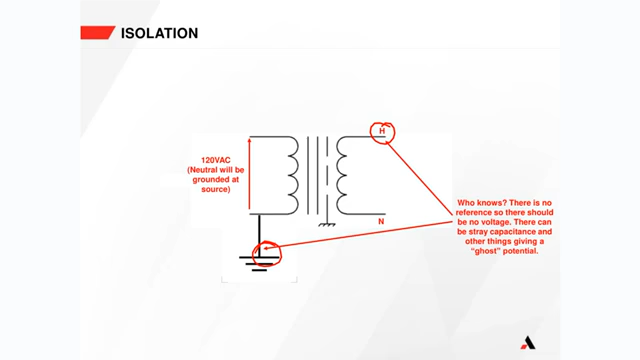 ISOLATION
H
120VAC
(Neutral will be
grounded at
source)
N
Who knows? There is no
reference so there should
be no voltage. There can
be stray capacitance and
other things giving a
“ghost” potential.